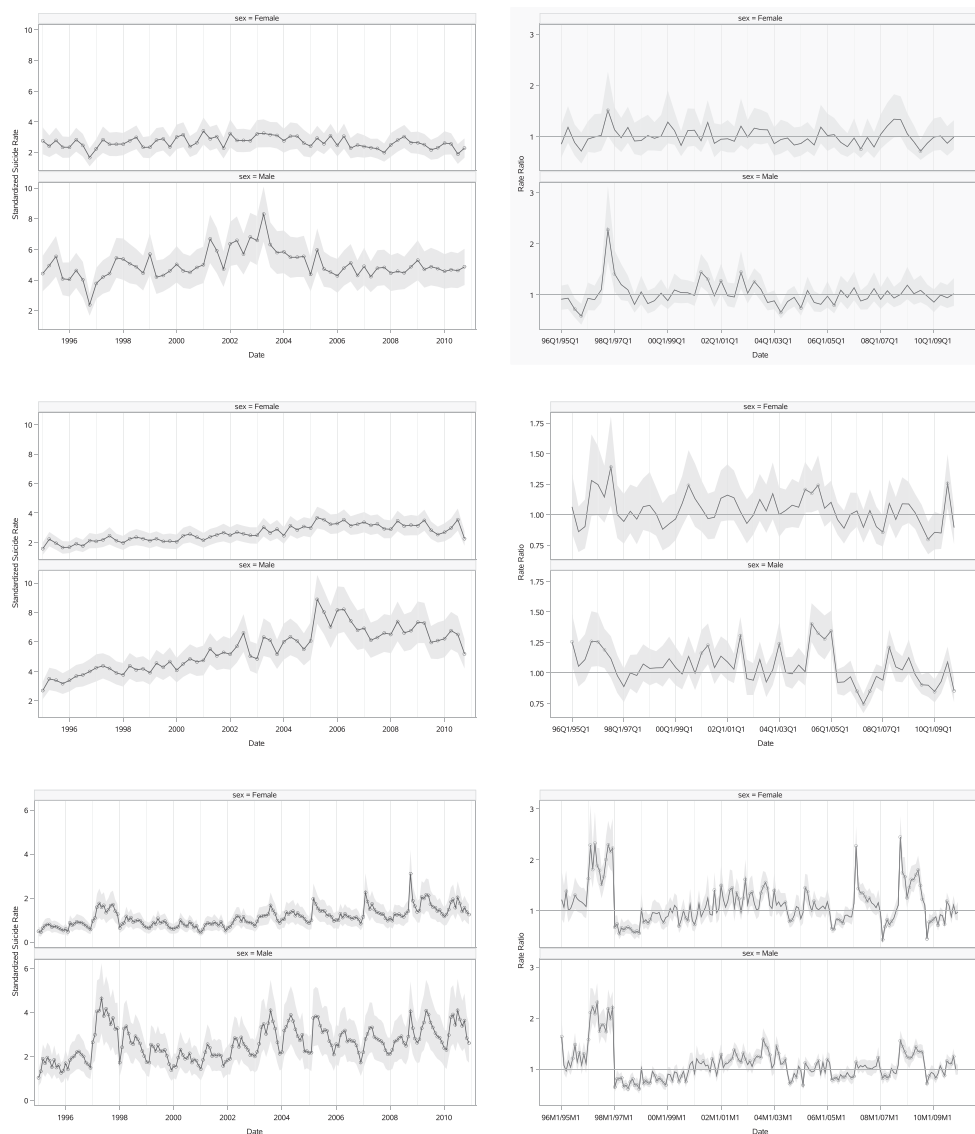 sex = Female
10
8
6
4
2
sex = Male
10
8
6
4
2
Standardized Suicide Rate
1996 1998 2000 2002 2004 2006 2008 2010
Date
sex = Female
3
2
1
sex = Male
3
2
1
Rate Ratio
96Q1/95Q1 98Q1/97Q1 00Q1/99Q1 02Q1/01Q1 04Q1/03Q1 06Q1/05Q1 08Q1/07Q1 10Q1/09Q1
Date
sex = Female
10
8
6
4
2
sex = Male
10
8
6
4
2
Standardized Suicide Rate
1996 1998 2000 2002 2004 2006 2008 2010
Date
sex = Female
1.75
1.50
1.25
1.00
0.75
sex = Male
1.75
1.50
1.25
1.00
0.75
Rate Ratio
96Q1/95Q1 98Q1/97Q1 00Q1/99Q1 02Q1/01Q1 04Q1/03Q1 06Q1/05Q1 08Q1/07Q1 10Q1/09Q1
Date
sex = Female
6
4
2
0
sex = Male
6
4
2
0
Standardized Suicide Rate
1996 1998 2000 2002 2004 2006 2008 2010
Date
sex = Female
3
2
1
sex = Male
3
2
1
Rate Ratio
96M1/95M1 98M1/97M1 00M1/99M1 02M1/01M1 04M1/03M1 06M1/05M1 08M1/07M1 10M1/09M1
Date